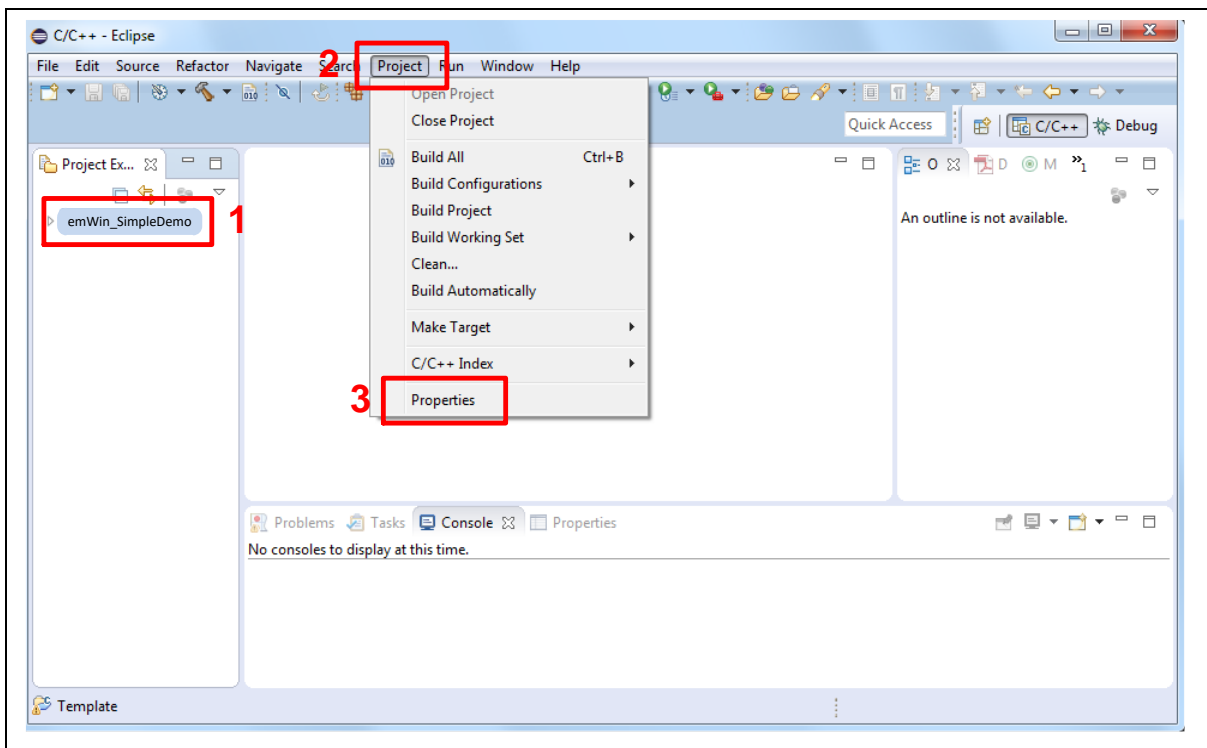 C/C++ - Eclipse
File Edit Source Refactor Navigate Search Project Run Window Help
2
Open Project
Close Project
Quick Access
C/C++
Debug
Project Ex...
Build All Ctrl+B
O
D
M
»1
Build Configurations
Build Project
emWin_SimpleDemo
1
An outline is not available.
Build Working Set
Clean...
Build Automatically
Make Target
C/C++ Index
3
Properties
Problems Tasks Console Properties
No consoles to display at this time.
Template